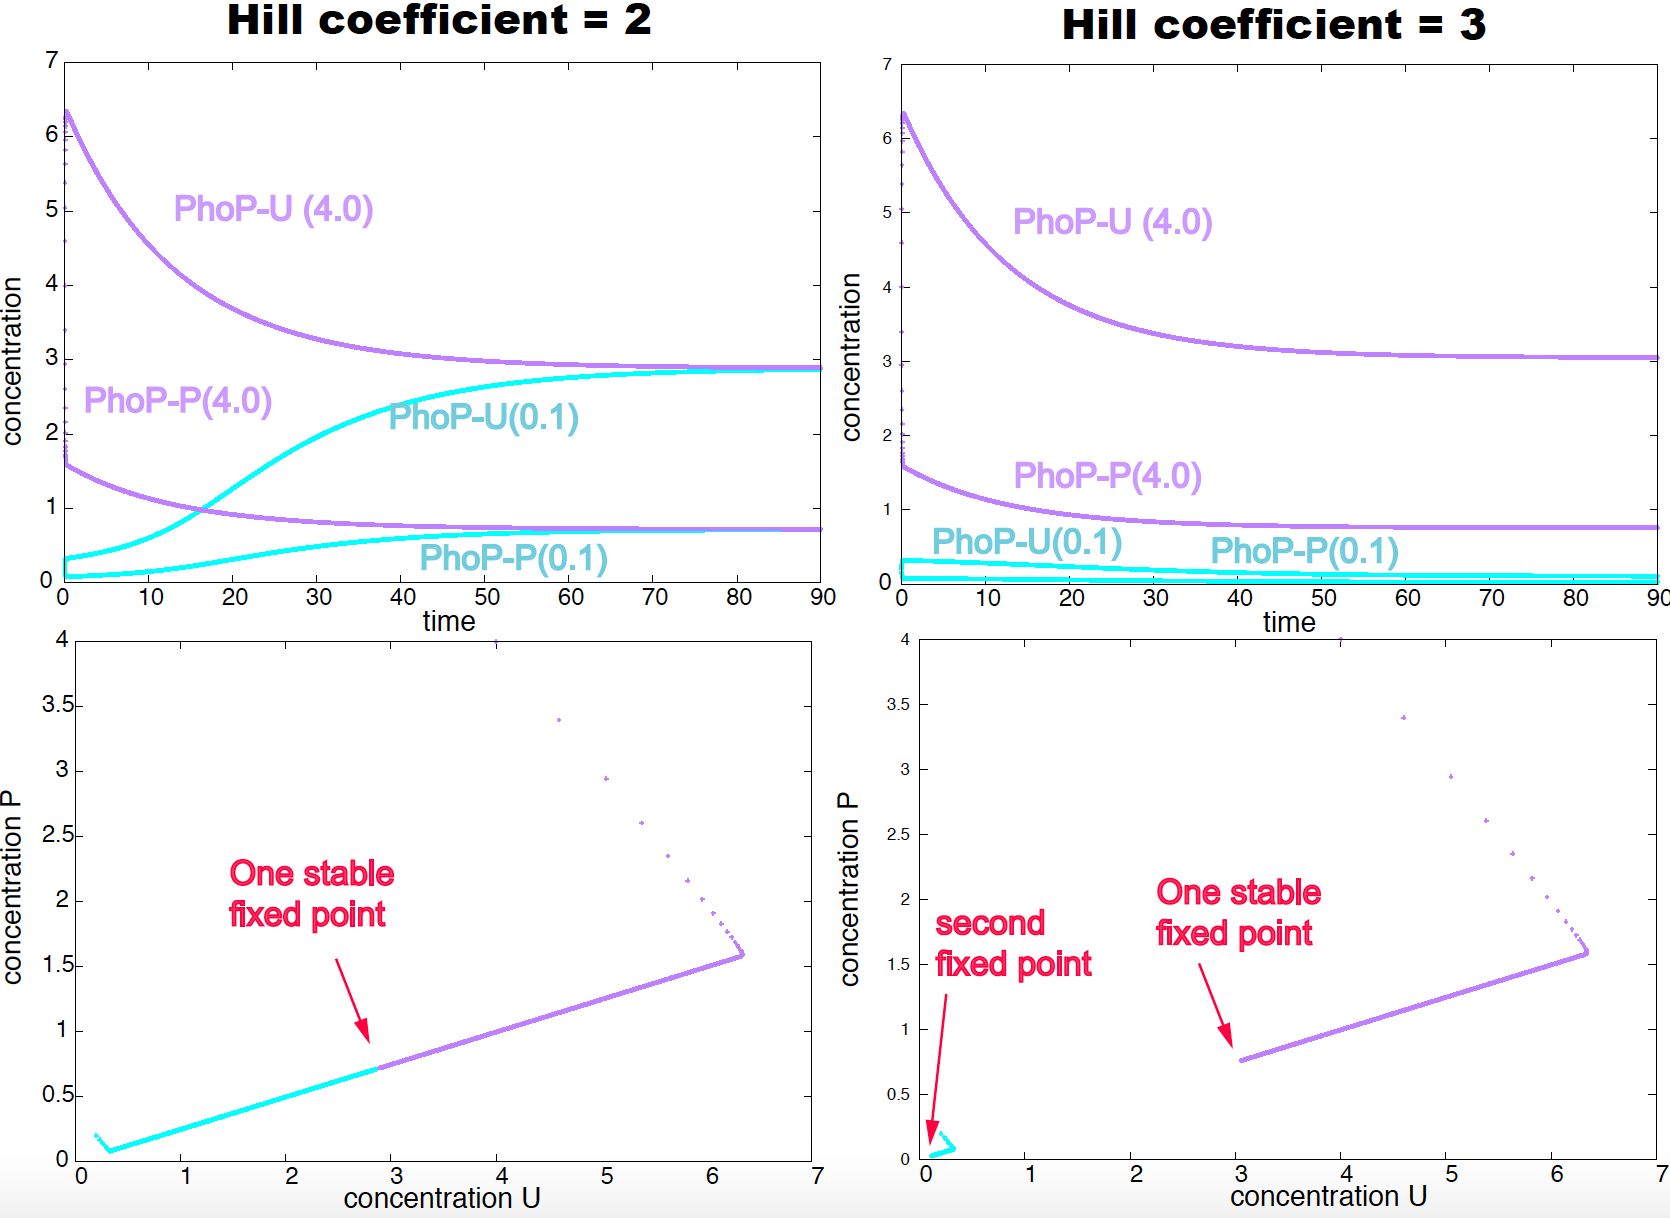 Hill coefficient = 2
Hill coefficient = 3
7
6
5
4
3
2
1
0
concentration
PhoP-U (4.0)
PhoP-P(4.0)
PhoP-U(0.1)
PhoP-P(0.1)
0 10 20 30 40 50 60 70 80 90
time
7
6
5
4
3
2
1
0
concentration
PhoP-U (4.0)
PhoP-P(4.0)
PhoP-U(0.1)
PhoP-P(0.1)
0 10 20 30 40 50 60 70 80 90
time
4
3.5
3
2.5
2
1.5
1
0.5
0
concentration P
One stable
fixed point
0 1 2 3 4 5 6 7
concentration U
4
3.5
3
2.5
2
1.5
1
0.5
0
concentration P
second
fixed point
One stable
fixed point
0 1 2 3 4 5 6 7
concentration U